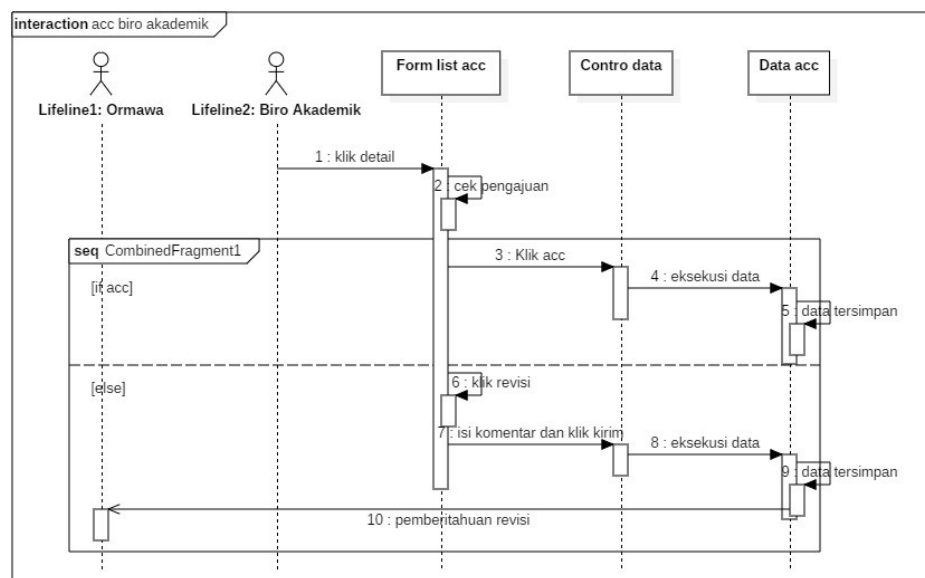 interaction acc biro akademik
Form list acc
Contro data
Data acc
Lifeline1: Ormawa
Lifeline2: Biro Akademik
1 : klik detail
2 : cek pengajuan
seq CombinedFragment1
3 : Klik acc
[if acc]
4 : eksekusi data
5 : data tersimpan
[else]
6 : klik revisi
7 : isi komentar dan klik kirim
8 : eksekusi data
9 : data tersimpan
10 : pemberitahuan revisi